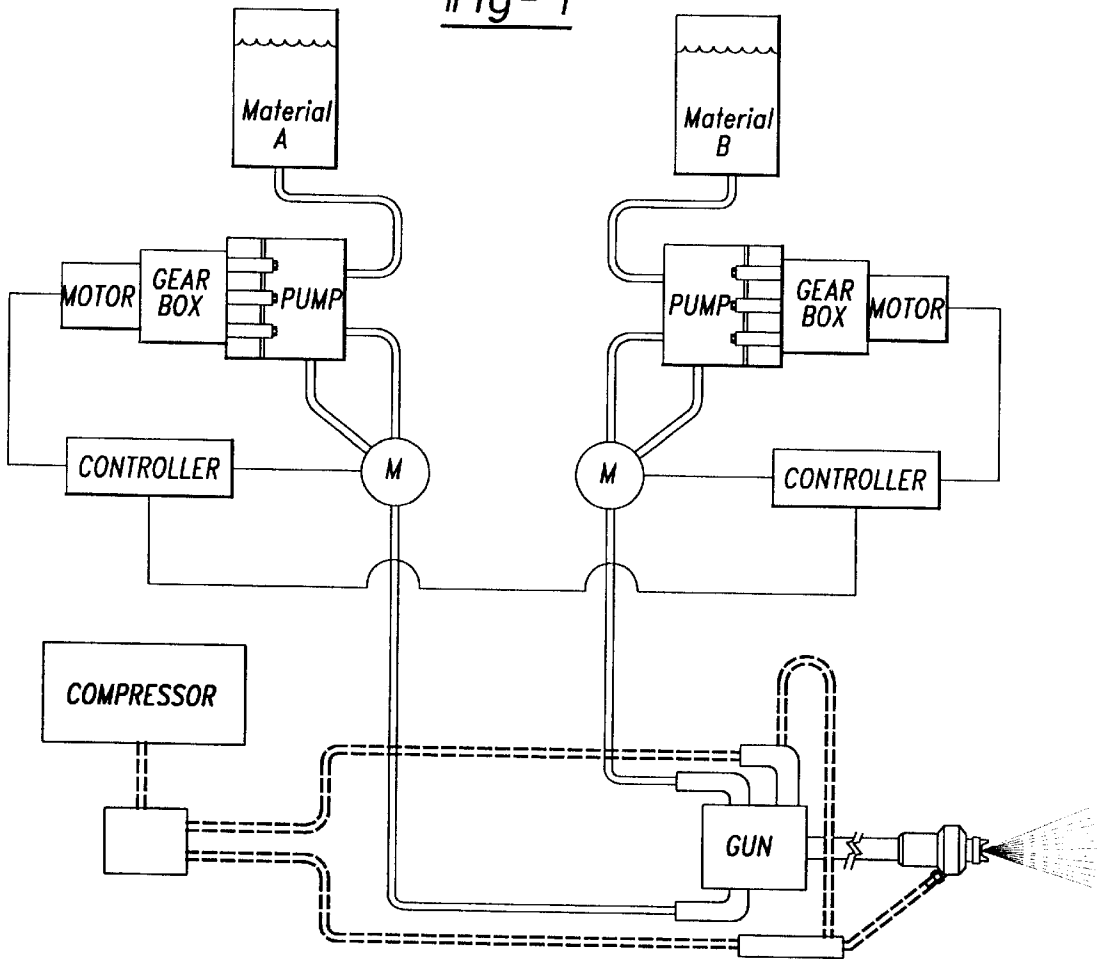 Fig-1
Material
A
Material
B
MOTOR
GEAR
BOX
PUMP
PUMP
GEAR
BOX
MOTOR
CONTROLLER
M
M
CONTROLLER
COMPRESSOR
GUN